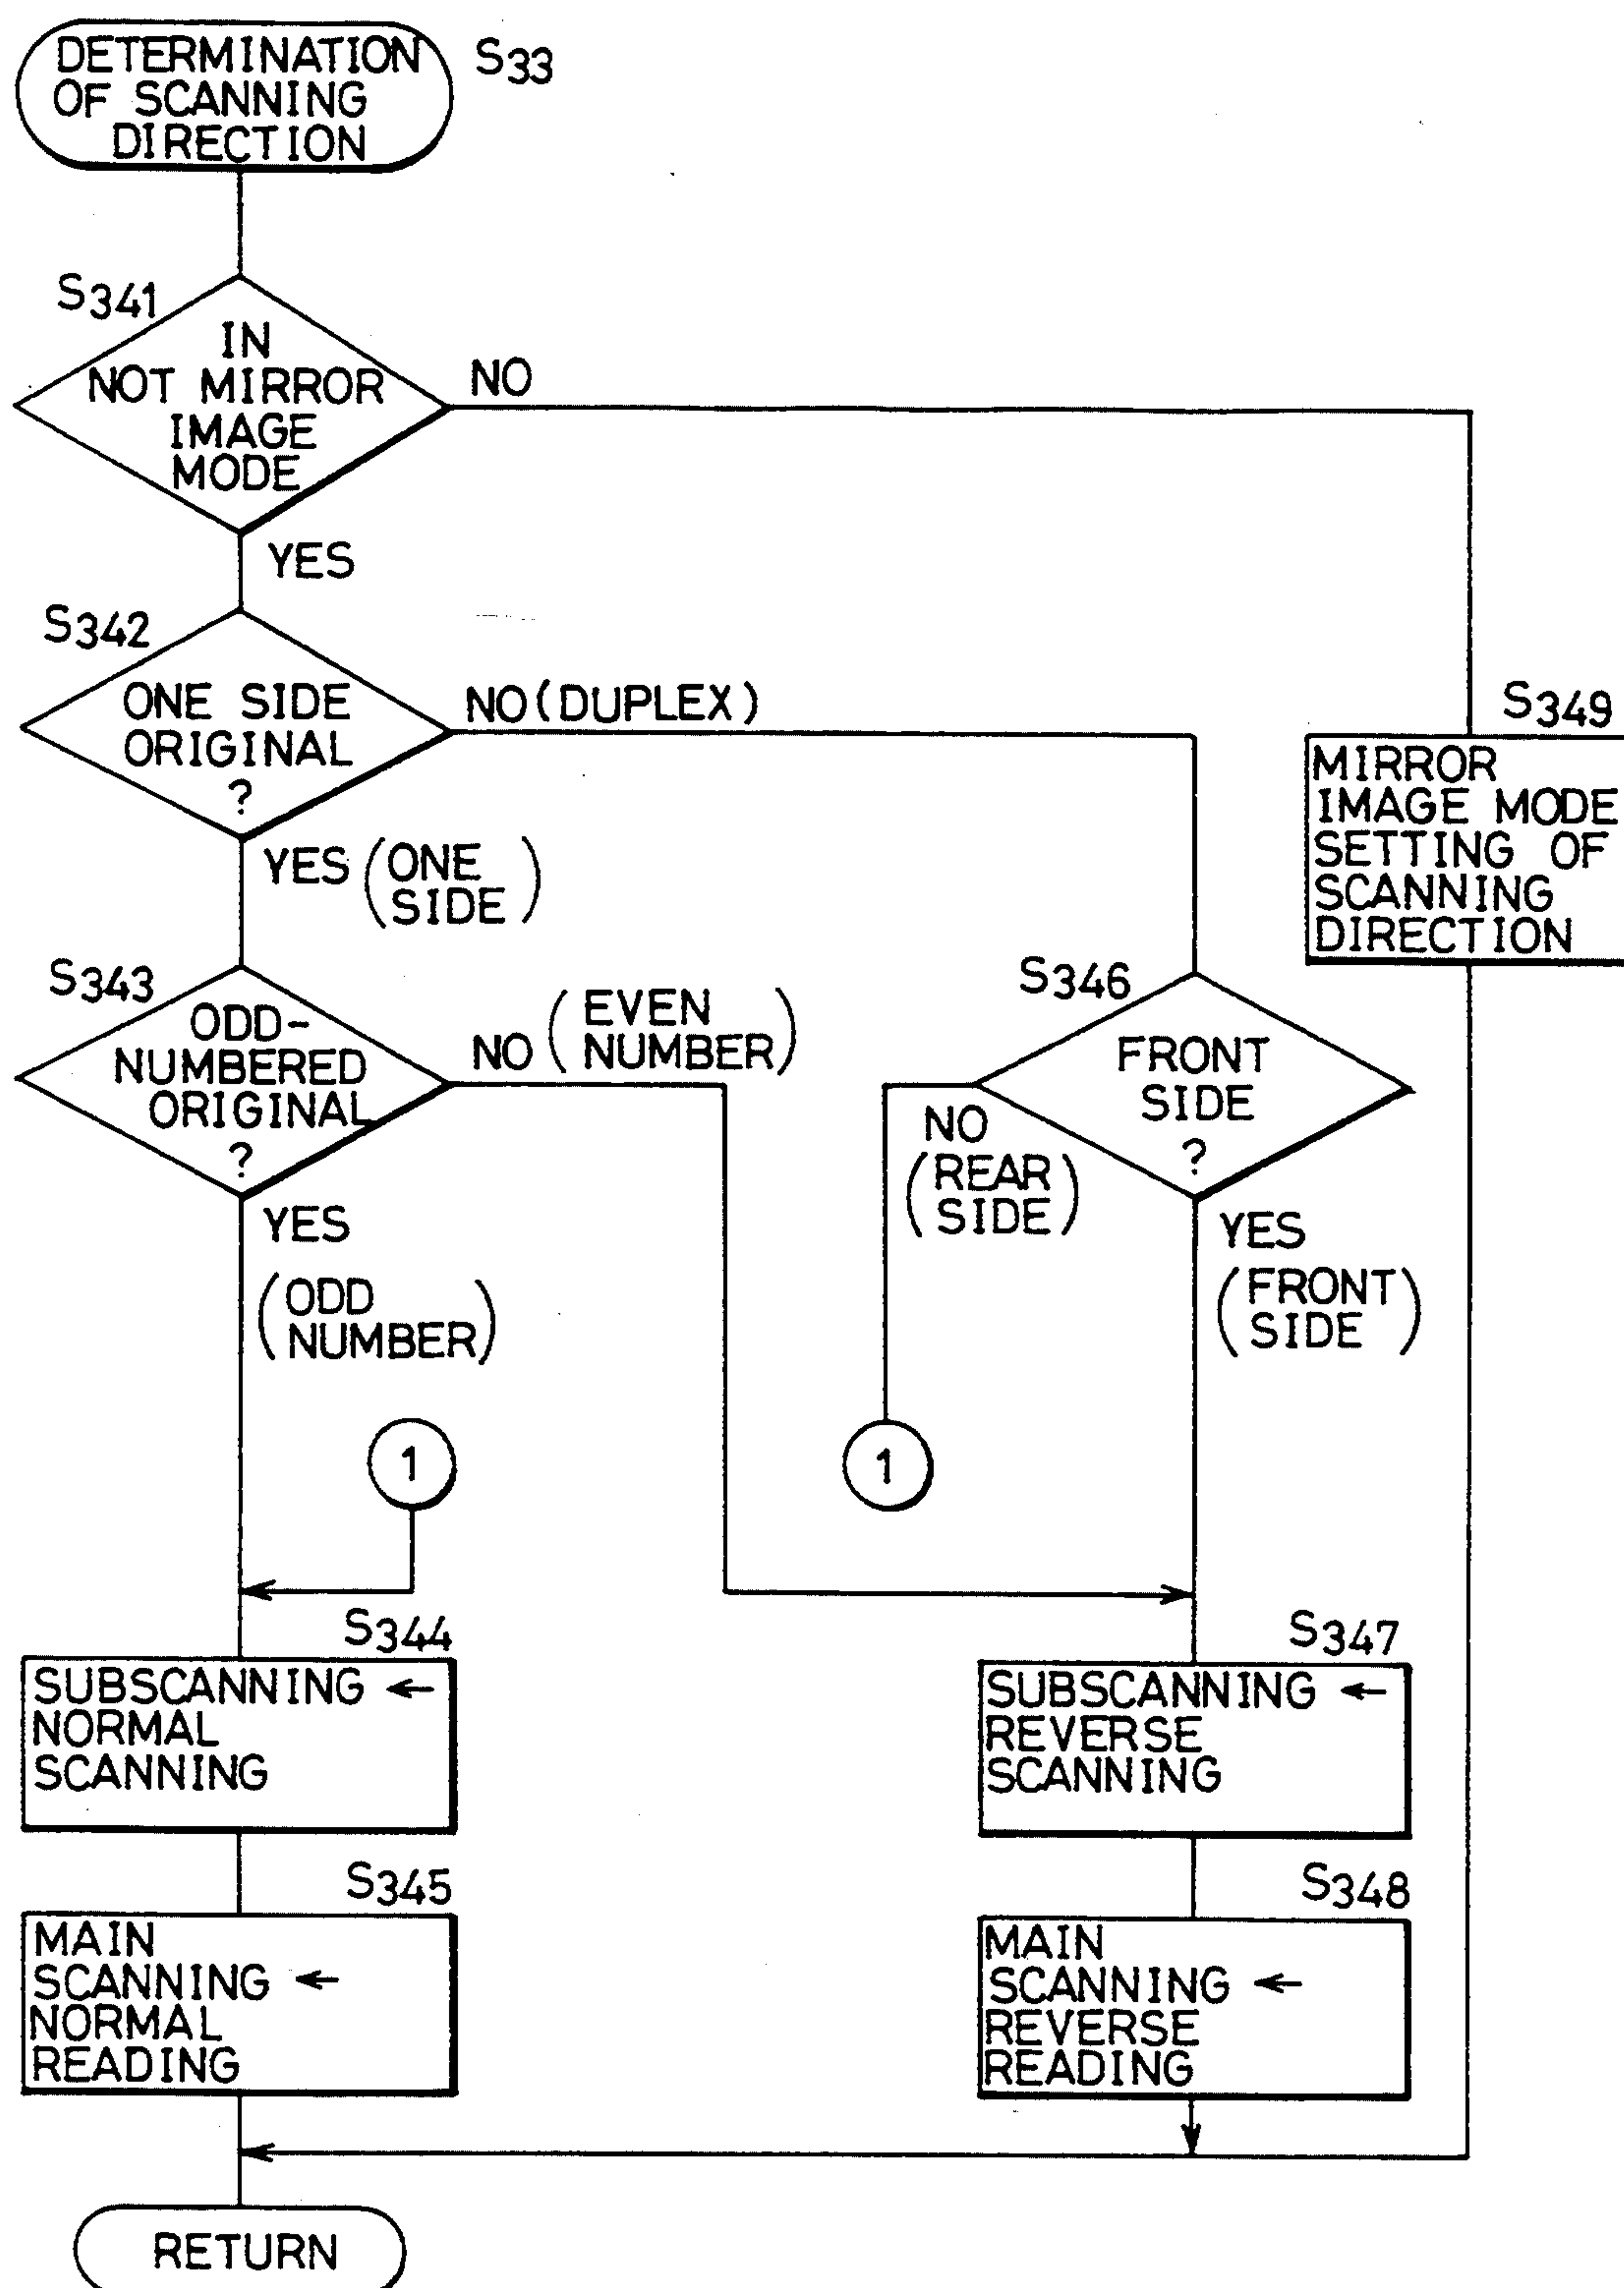 DETERMINATION
OF SCANNING
DIRECTION
S33
S341
IN
NOT MIRROR
IMAGE
MODE
NO
YES
S342
ONE SIDE
ORIGINAL
?
NO (DUPLEX)
YES (ONE
SIDE)
S349
MIRROR
IMAGE MODE
SETTING OF
SCANNING
DIRECTION
S343
ODD-
NUMBERED
ORIGINAL
?
NO (EVEN
NUMBER)
YES
(ODD
NUMBER)
S346
FRONT
SIDE
?
NO
(REAR
SIDE)
YES
(FRONT
SIDE)
1
1
S344
SUBSCANNING ←
NORMAL
SCANNING
S347
SUBSCANNING ←
REVERSE
SCANNING
S345
MAIN
SCANNING ←
NORMAL
READING
S348
MAIN
SCANNING ←
REVERSE
READING
RETURN